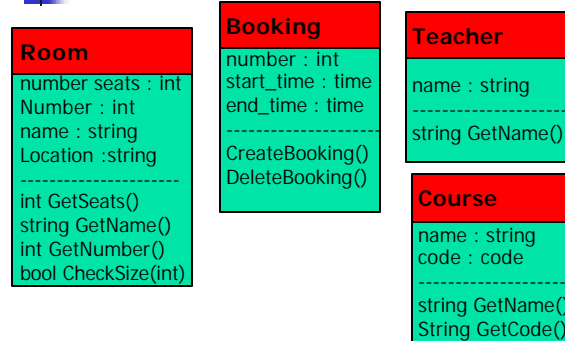 Room
number seats : int
Number : int
name : string
Location :string
---------------------
int GetSeats()
string GetName()
int GetNumber()
bool CheckSize(int)
Booking
number : int
start_time : time
end_time : time
--------------------
CreateBooking()
DeleteBooking()
Teacher
name : string
--------------------
string GetName()
Course
name : string
code : code
--------------------
string GetName()
String GetCode()